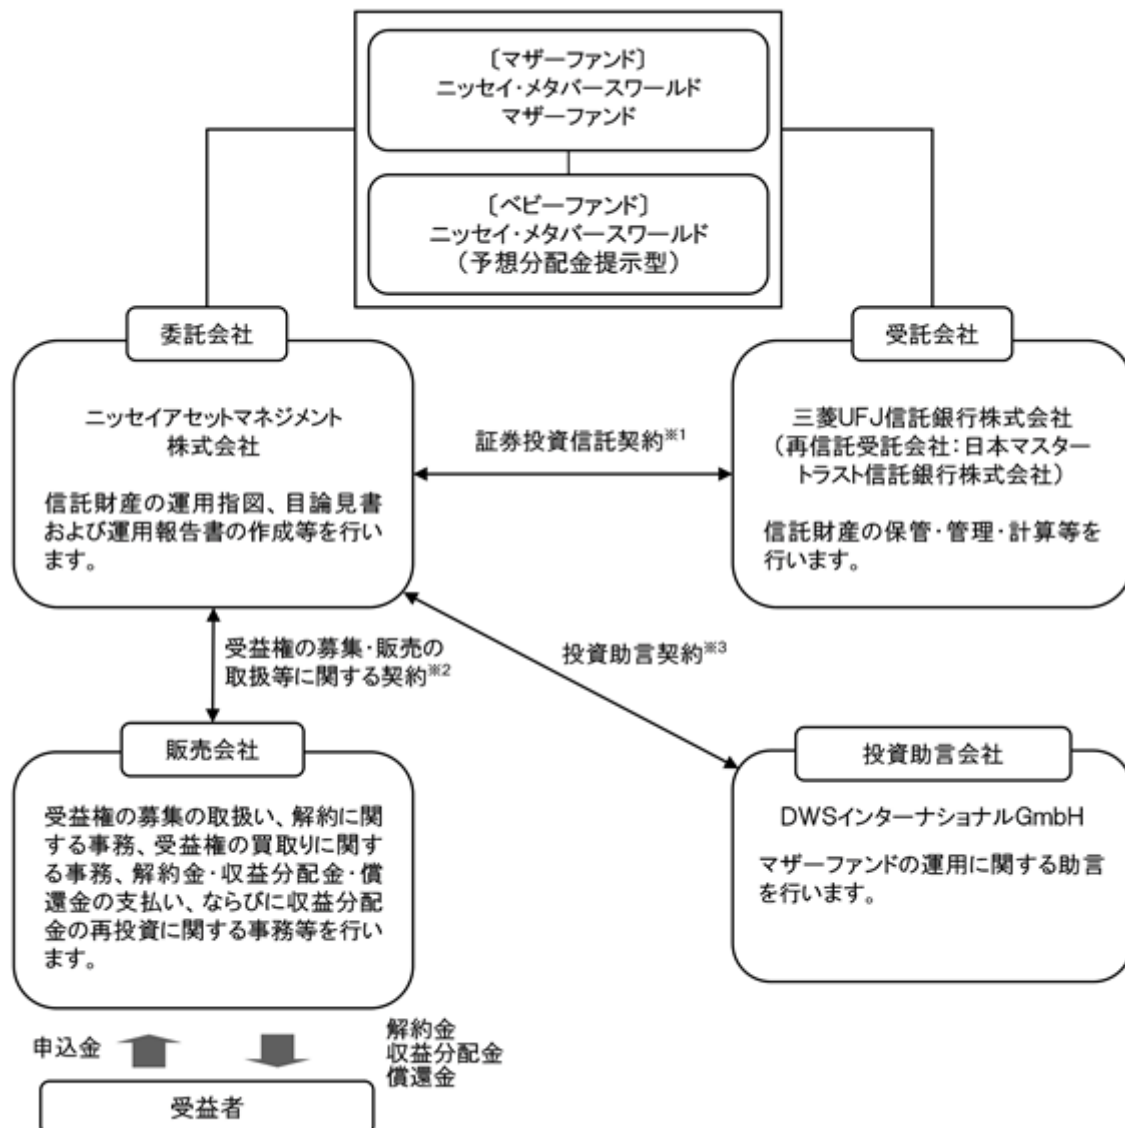 〔マザーファンド〕
ニッセイ・メタバースワールド
マザーファンド
〔ベビーファンド〕
ニッセイ・メタバースワールド
（予想分配金提示型）
委託会社
受託会社
ニッセイアセットマネジメント
株式会社
信託財産の運用指図、目論見書
および運用報告書の作成等を行い
ます。
証券投資信託契約※1
三菱UFJ信託銀行株式会社
（再信託受託会社：日本マスター
トラスト信託銀行株式会社）
信託財産の保管・管理・計算等を
行います。
受益権の募集・販売の
取扱等に関する契約※2
投資助言契約※3
販売会社
投資助言会社
受益権の募集の取扱い、解約に関
する事務、受益権の買取りに関す
る事務、解約金・収益分配金・償
還金の支払い、ならびに収益分配
金の再投資に関する事務等を行い
ます。
DWSインターナショナルGmbH
マザーファンドの運用に関する助言
を行います。
申込金
解約金
収益分配金
償還金
受益者